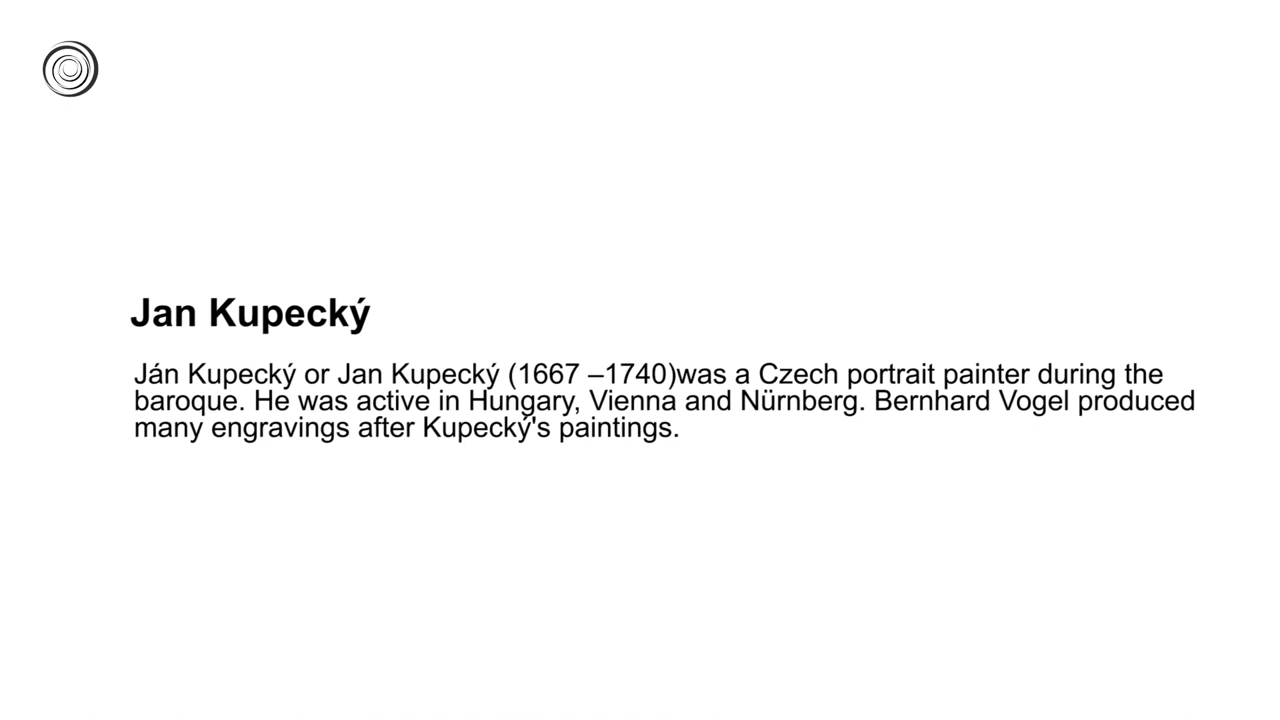 Jan Kupecký
Ján Kupecký or Jan Kupecký (1667 –1740)was a Czech portrait painter during the
baroque. He was active in Hungary, Vienna and Nürnberg. Bernhard Vogel produced
many engravings after Kupecký's paintings.